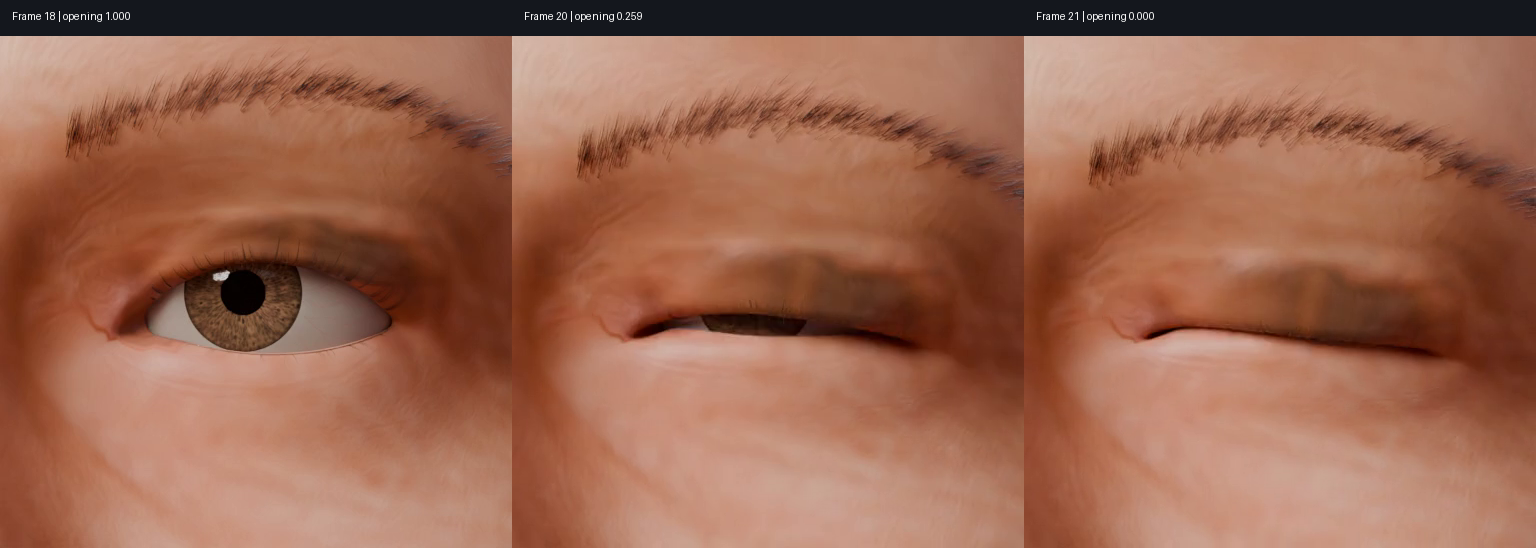 Frame 18 | opening 1.000
Frame 20 | opening 0.259
Frame 21 | opening 0.000